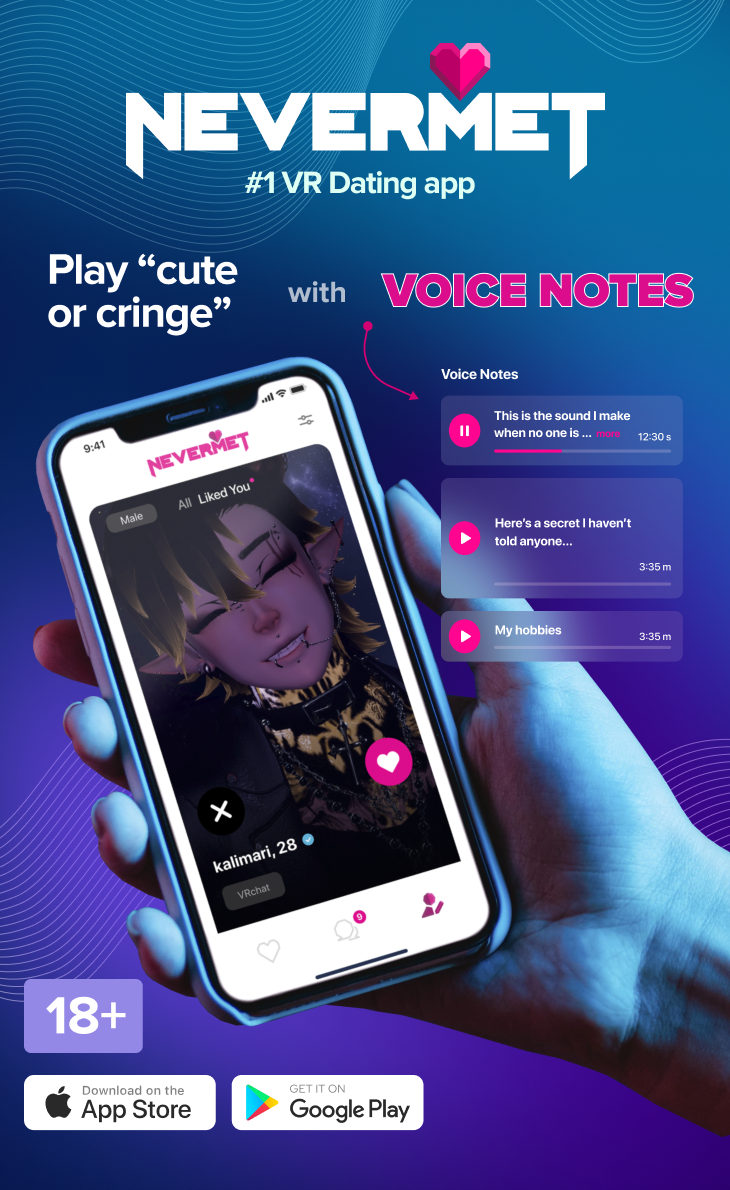 NEVERMET
#1 VR Dating app
Play “cute
or cringe”
with
VOICE NOTES
Voice Notes
This is the sound I make
when no one is ... more
12:30 s
Here's a secret I haven't
told anyone...
3:35 m
My hobbies
3:35 m
9:41
NEVERMET
Male
All Liked You
kalimari, 28
VRchat
9
18+
Download on the
App Store
GET IT ON
Google Play